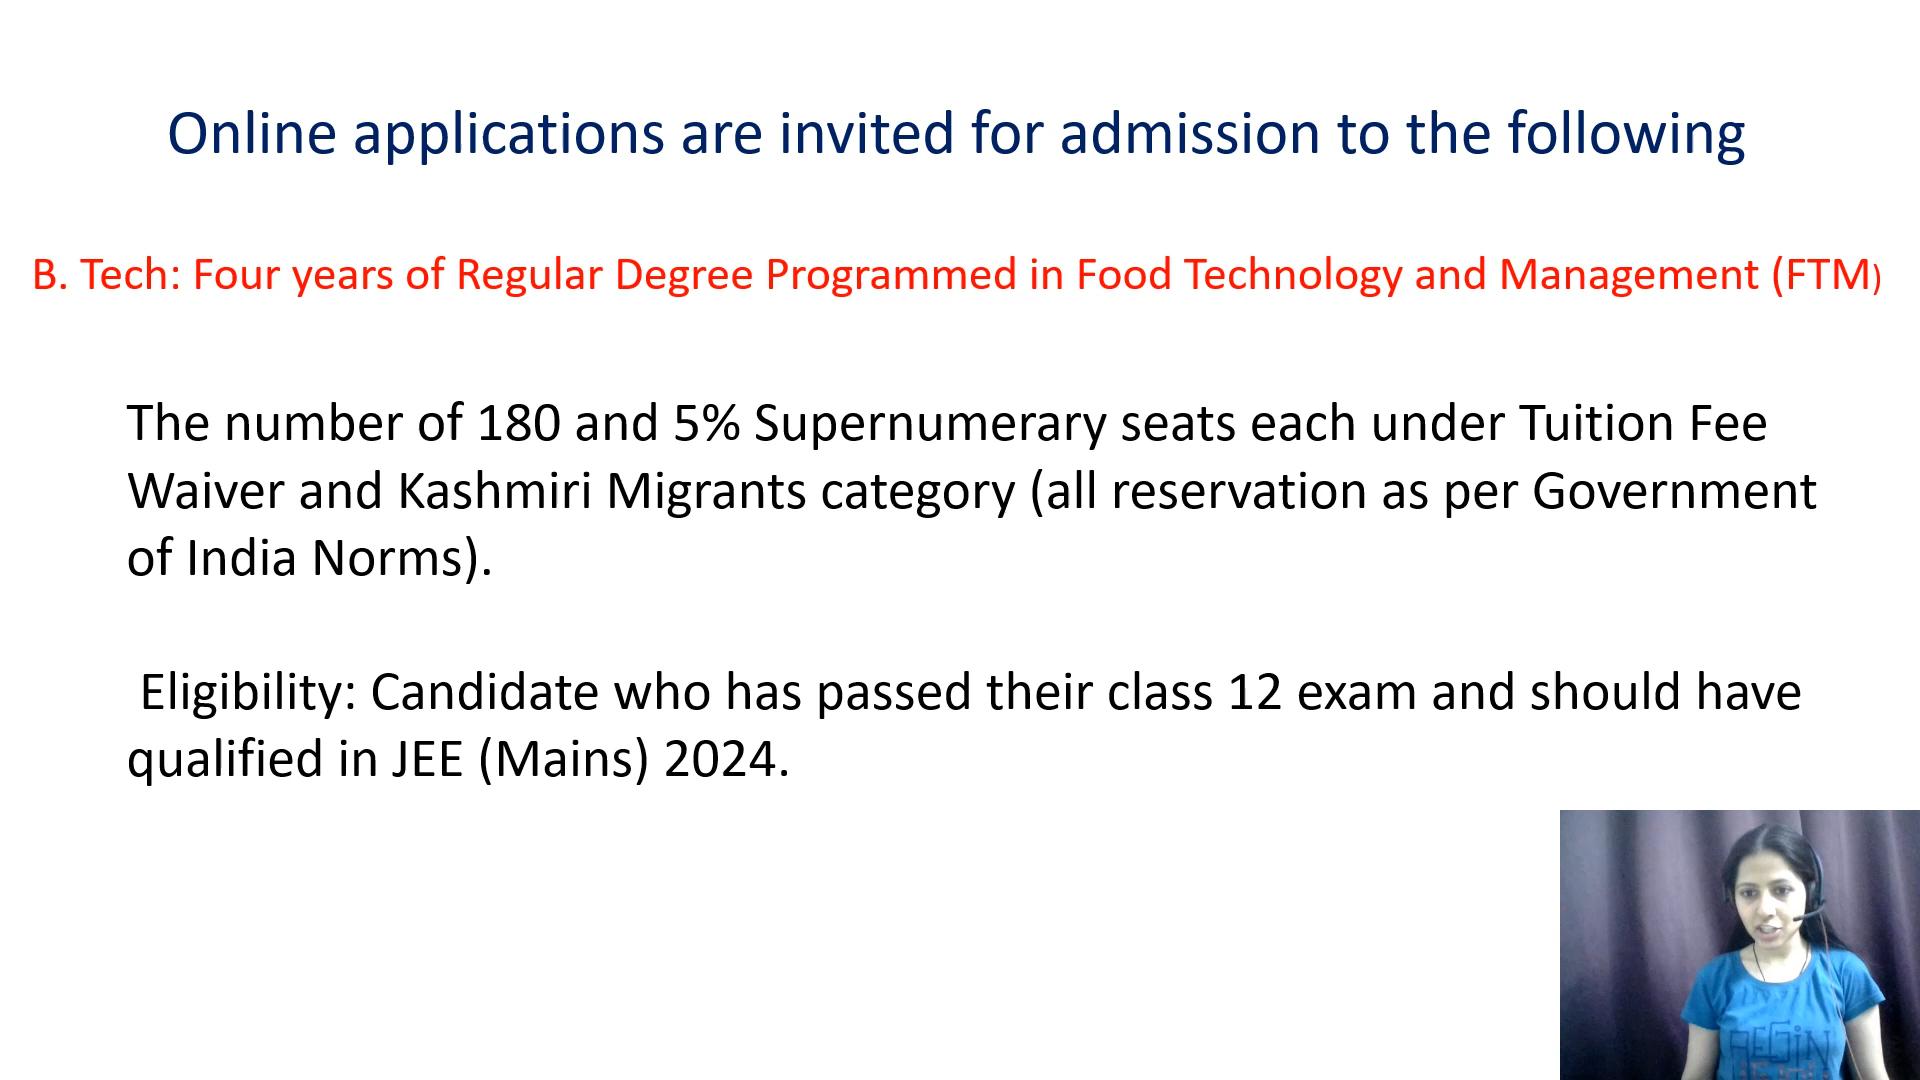 Online applications are invited for admission to the following
B. Tech: Four years of Regular Degree Programmed in Food Technology and Management (FTM)
The number of 180 and 5% Supernumerary seats each under Tuition Fee
Waiver and Kashmiri Migrants category (all reservation as per Government
of India Norms).
Eligibility: Candidate who has passed their class 12 exam and should have
qualified in JEE (Mains) 2024.